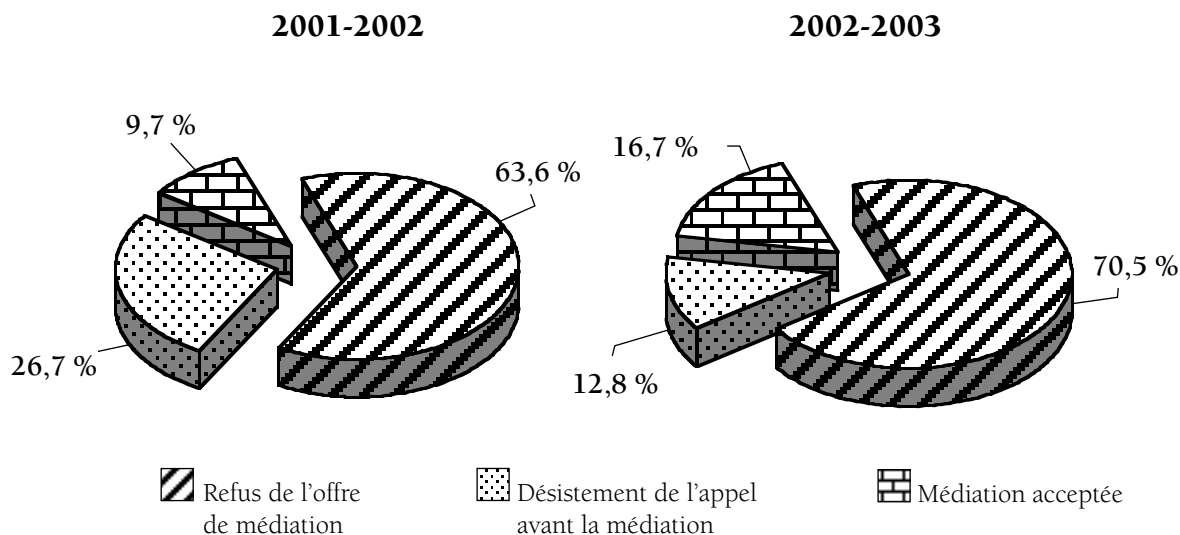 2001-2002
2002-2003
9,7 %
63,6 %
26,7 %
16,7 %
70,5 %
12,8 %
Refus de l'offre
de médiation
Désistement de l'appel
avant la médiation
Médiation acceptée